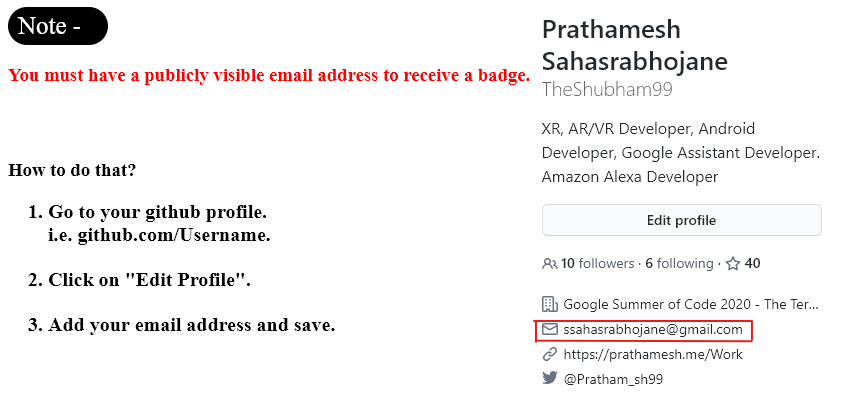 Note -
You must have a publicly visible email address to receive a badge.
How to do that?
1. Go to your github profile.
i.e. github.com/Username.
2. Click on "Edit Profile".
3. Add your email address and save.
Prathamesh
Sahasrabhojane
TheShubham99
XR, AR/VR Developer, Android
Developer, Google Assistant Developer.
Amazon Alexa Developer
Edit profile
10 followers · 6 following · 40
Google Summer of Code 2020 - The Ter...
ssahasrabhojane@gmail.com
https://prathamesh.me/Work
@Pratham_sh99